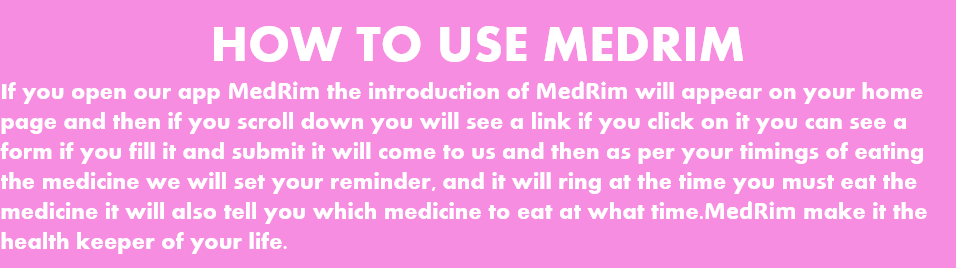 HOW TO USE MEDRIM
If you open our app MedRim the introduction of MedRim will appear on your home
page and then if you scroll down you will see a link if you click on it you can see a
form if you fill it and submit it will come to us and then as per your timings of eating
the medicine we will set your reminder, and it will ring at the time you must eat the
medicine it will also tell you which medicine to eat at what time.MedRim make it the
health keeper of your life.